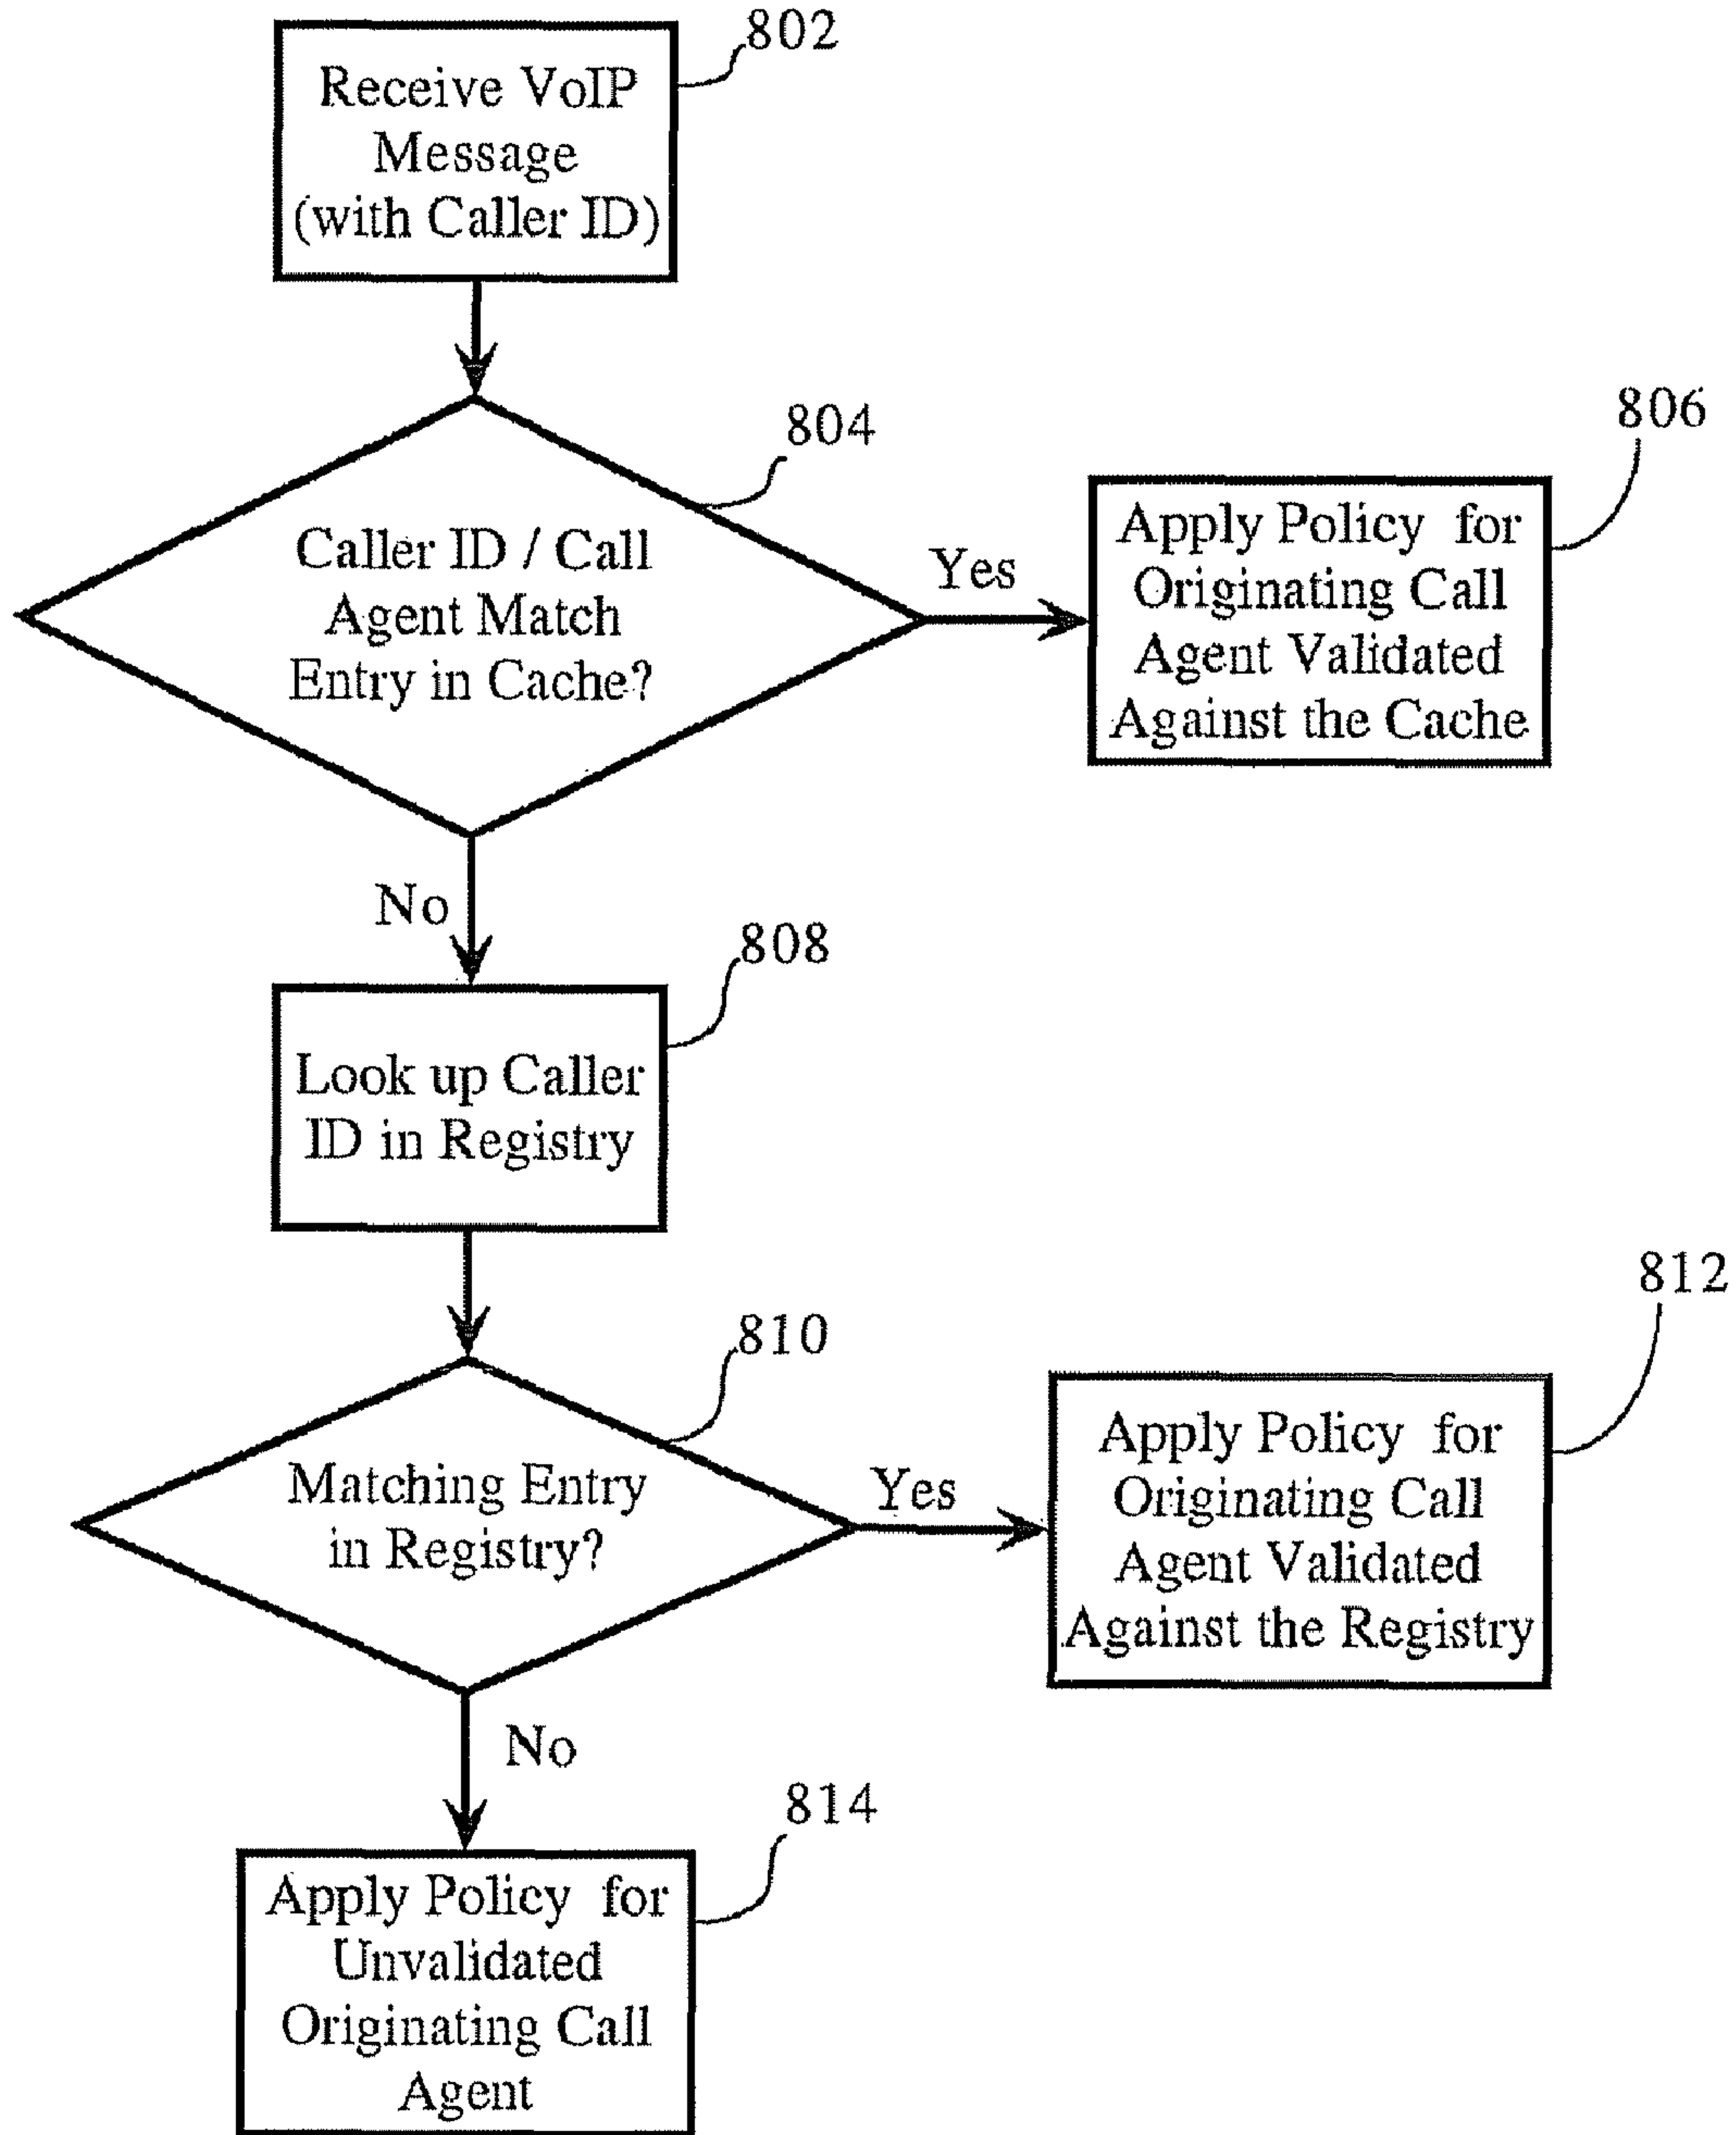 802
Receive VoIP
Message
(with Caller ID)
804
Caller ID / Call
Agent Match
Entry in Cache?
Yes
806
Apply Policy for
Originating Call
Agent Validated
Against the Cache
No
808
Look up Caller
ID in Registry
810
Matching Entry
in Registry?
Yes
812
Apply Policy for
Originating Call
Agent Validated
Against the Registry
No
814
Apply Policy for
Unvalidated
Originating Call
Agent